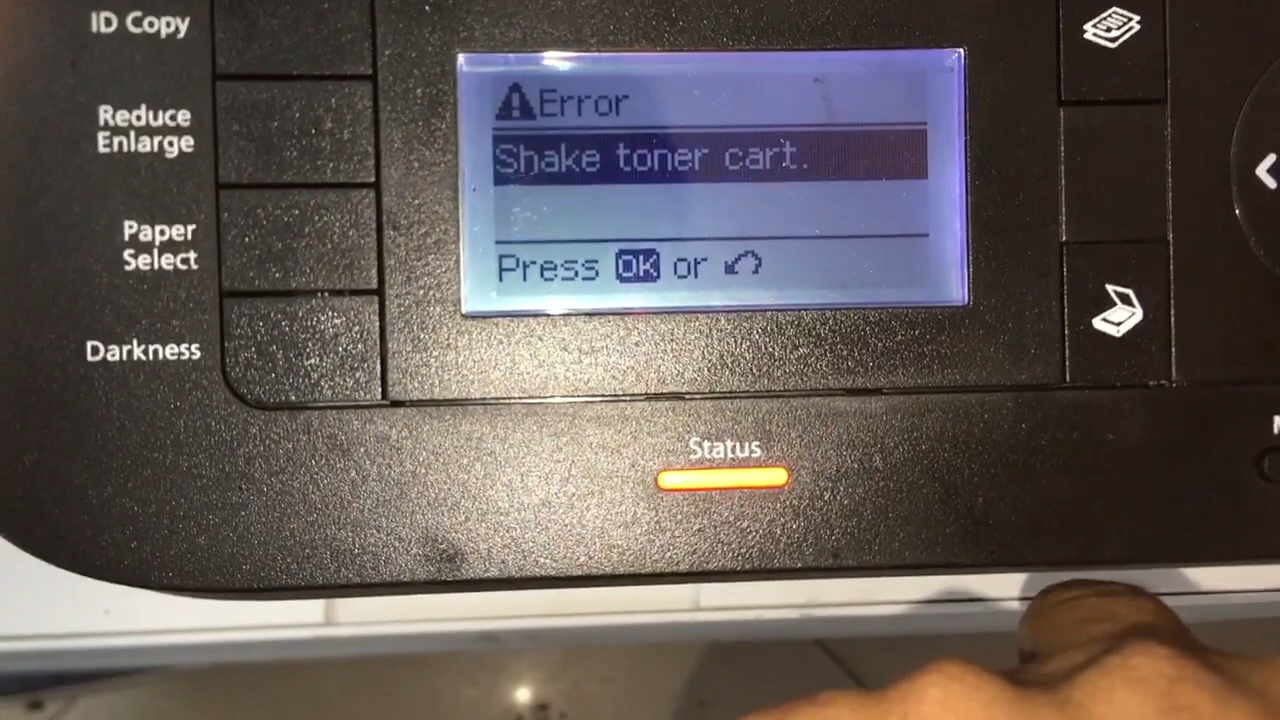 ID Copy
Reduce
Enlarge
Paper
Select
Darkness
Error
Shake toner cart.
Press OK or
Status